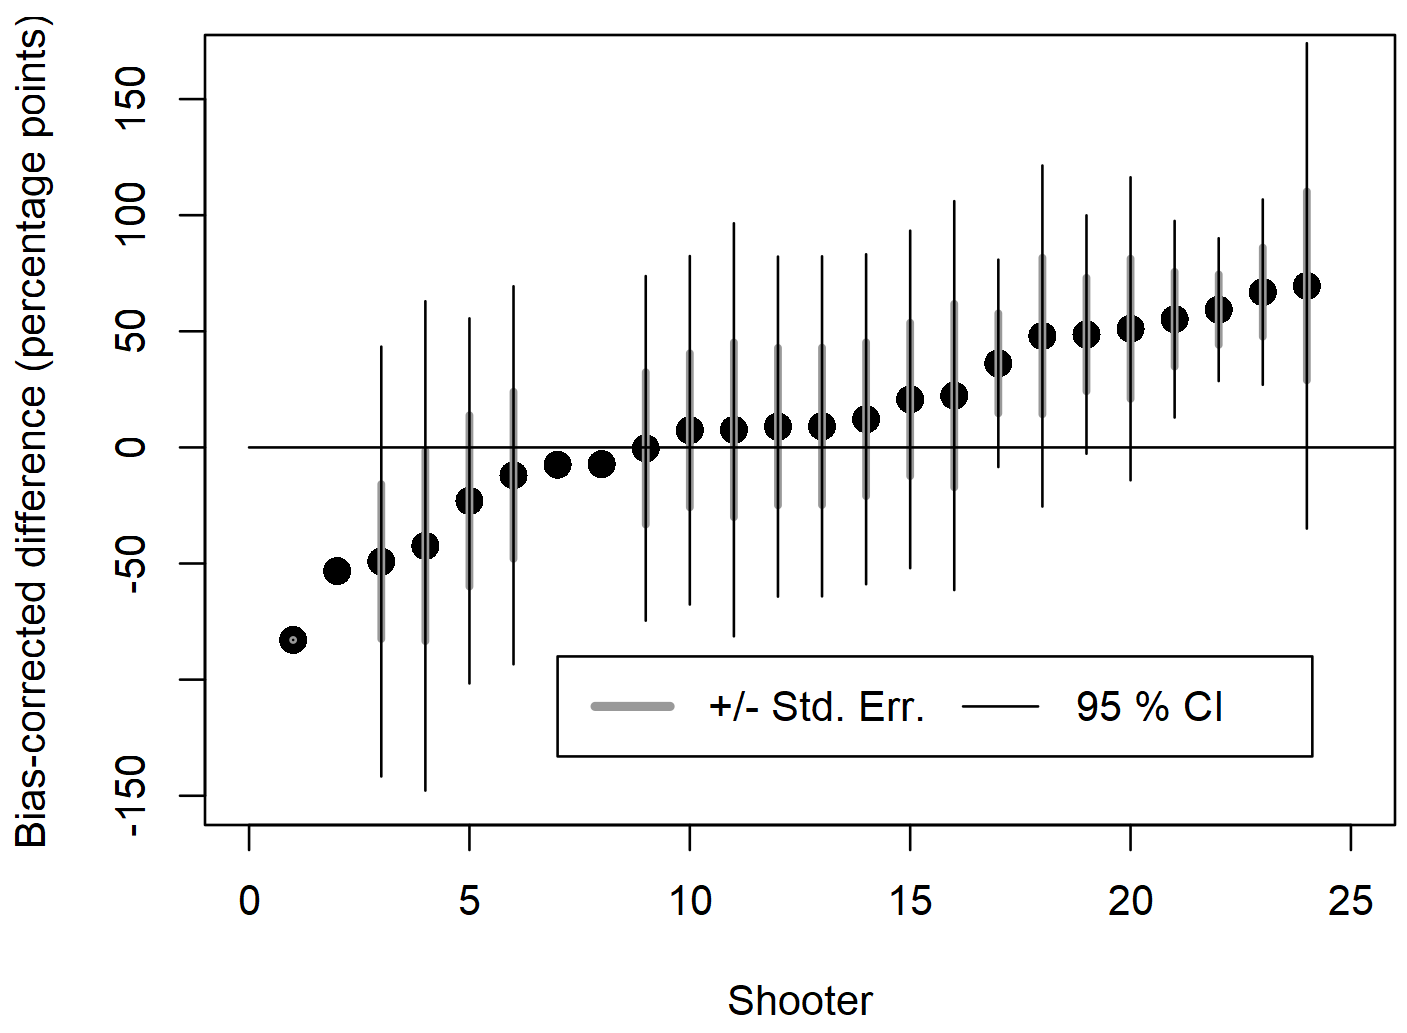 Bias-corrected difference (percentage points)
150
100
50
0
-50
-150
+/- Std. Err.
95 % CI
0 5 10 15 20 25
Shooter